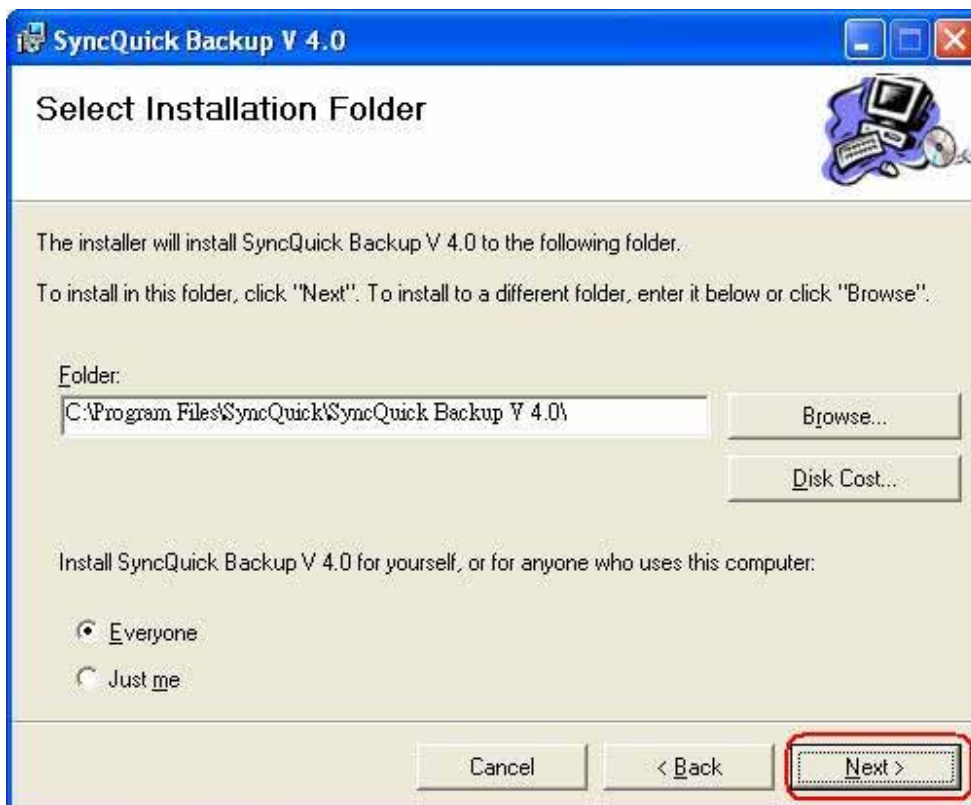 SyncQuick Backup V 4.0
Select Installation Folder
The installer will install SyncQuick Backup V 4.0 to the following folder.
To install in this folder, click "Next". To install to a different folder, enter it below or click "Browse".
Folder:
C:\Program Files\SyncQuick\SyncQuick Backup V 4.0\
Browse...
Disk Cost...
Install SyncQuick Backup V 4.0 for yourself, or for anyone who uses this computer:
Everyone
Just me
Cancel
< Back
Next >